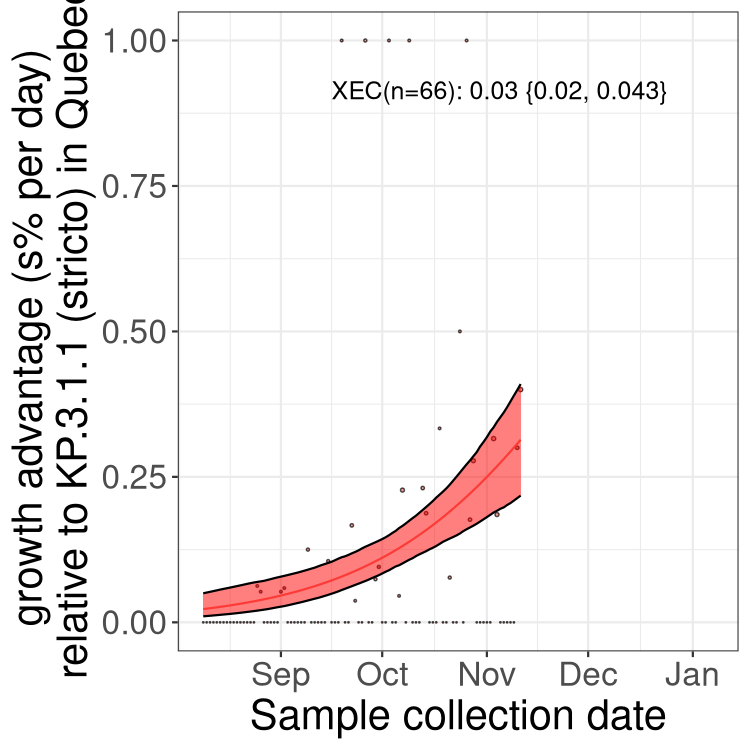 growth advantage (s% per day)
relative to KP.3.1.1 (stricto) in Quebec
1.00
0.75
0.50
0.25
0.00
XEC(n=66): 0.03 {0.02, 0.043}
Sep Oct Nov Dec Jan
Sample collection date